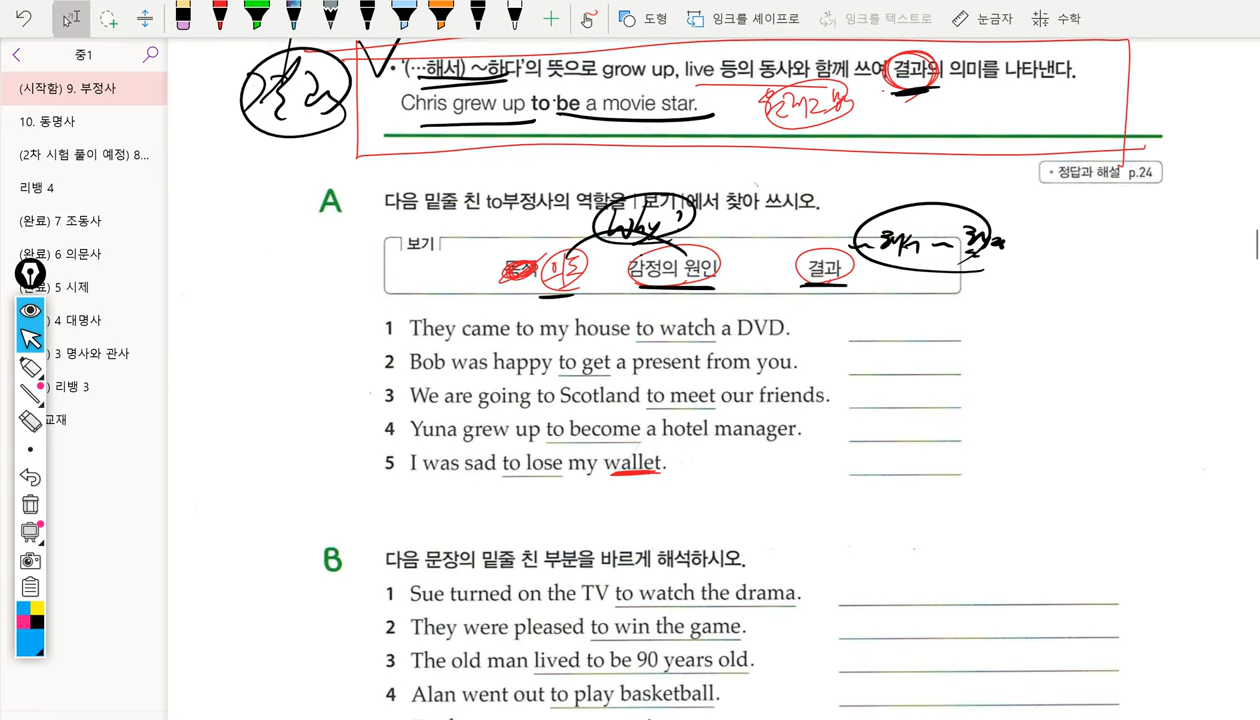 도형
잉크를 셰이프로
잉크를 텍스트로
눈금자
수학
중1
(시작함) 9. 부정사
10. 동명사
(2차 시험 풀이 예정) 8...
리뱅 4
(완료) 7 조동사
(완료) 6 의문사
5 시제
4 대명사
) 3 명사와 관사
) 리뱅 3
교재
• '(…해서) ~하다'의 뜻으로 grow up, live 등의 동사와 함께 쓰여 결과의 의미를 나타낸다.
Chris grew up to be a movie star.
결과
• 정답과 해설 p.24
A 다음 밑줄 친 to부정사의 역할을 |보기|에서 찾아 쓰시오.
Why?
보기
의도 감정의 원인 결과
1 They came to my house to watch a DVD.
2 Bob was happy to get a present from you.
3 We are going to Scotland to meet our friends.
4 Yuna grew up to become a hotel manager.
5 I was sad to lose my wallet.
B 다음 문장의 밑줄 친 부분을 바르게 해석하시오.
1 Sue turned on the TV to watch the drama.
2 They were pleased to win the game.
3 The old man lived to be 90 years old.
4 Alan went out to play basketball.